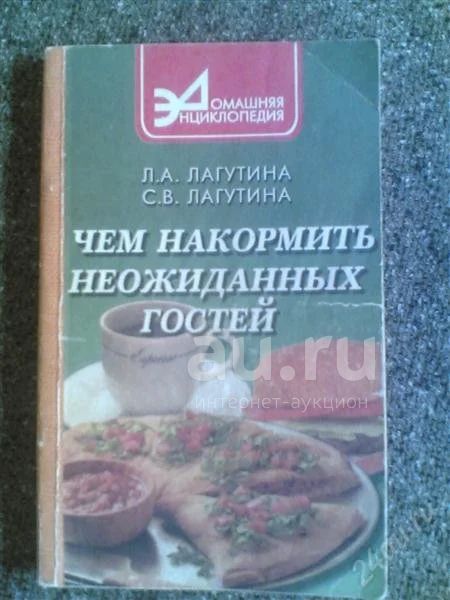 ДОМАШНЯЯ
ЭНЦИКЛОПЕДИЯ
Л.А. ЛАГУТИНА
С.В. ЛАГУТИНА
ЧЕМ НАКОРМИТЬ
НЕОЖИДАННЫХ
ГОСТЕЙ
au.ru
интернет-аукцион